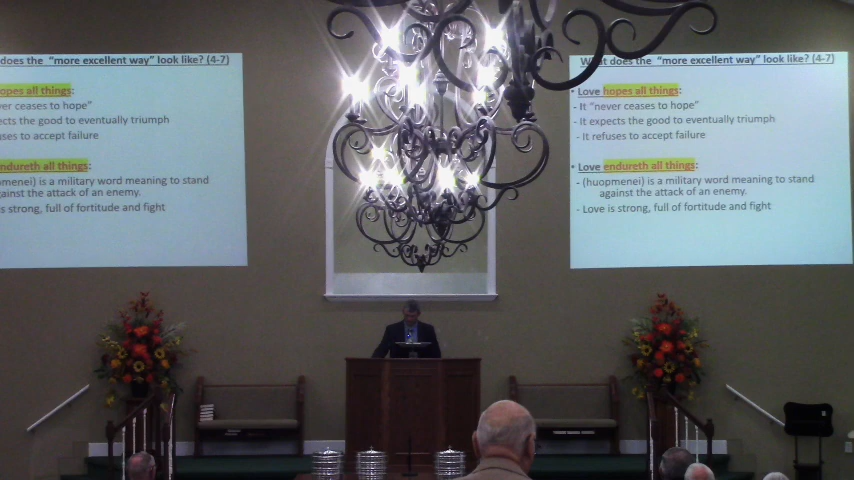 does the "more excellent way" look like? (4-7)
opes all things:
ver ceases to hope"
ects the good to eventually triumph
uses to accept failure
endureth all things:
omenei) is a military word meaning to stand
gainst the attack of an enemy.
is strong, full of fortitude and fight
What does the "more excellent way" look like? (4-7)
• Love hopes all things:
- It "never ceases to hope"
- It expects the good to eventually triumph
- It refuses to accept failure
• Love endureth all things:
- (huopmenei) is a military word meaning to stand
against the attack of an enemy.
- Love is strong, full of fortitude and fight